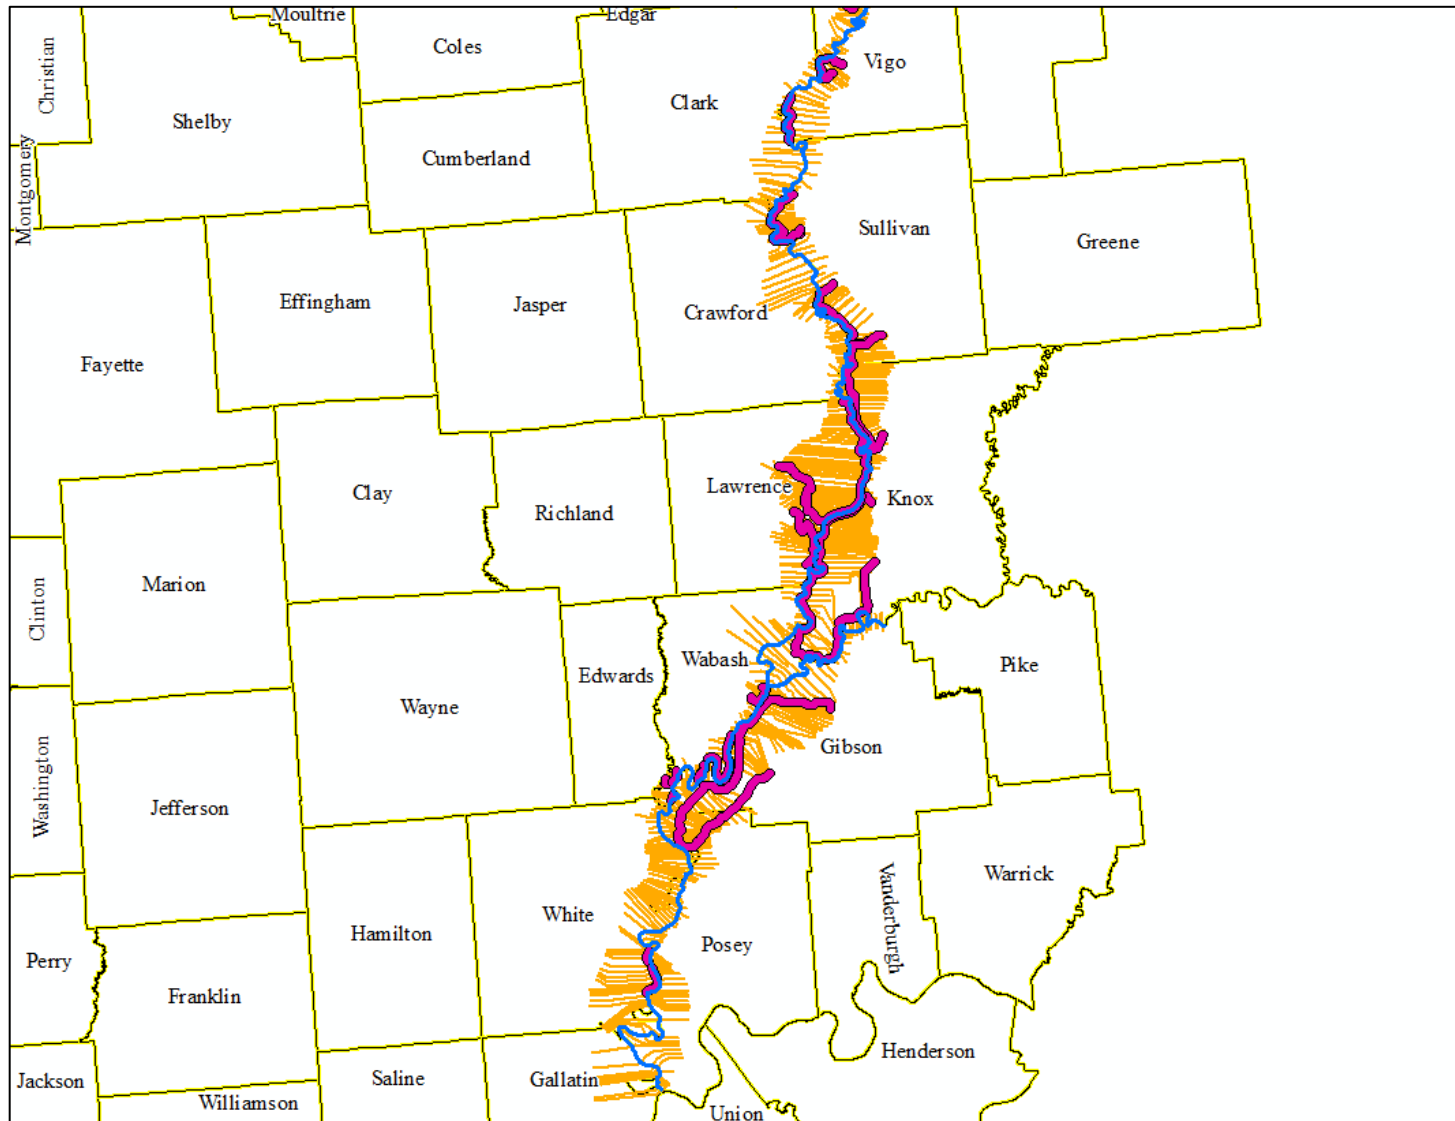 Moultrie
Edgar
Christian
Coles
Vigo
Clark
Shelby
Cumberland
Montgomery
Sullivan
Greene
Effingham
Jasper
Crawford
Fayette
Lawrence
Knox
Clay
Richland
Marion
Clinton
Wabash
Pike
Edwards
Wayne
Gibson
Washington
Jefferson
Warrick
White
Vanderburgh
Hamilton
Posey
Perry
Franklin
Henderson
Jackson
Saline
Gallatin
Williamson
Union